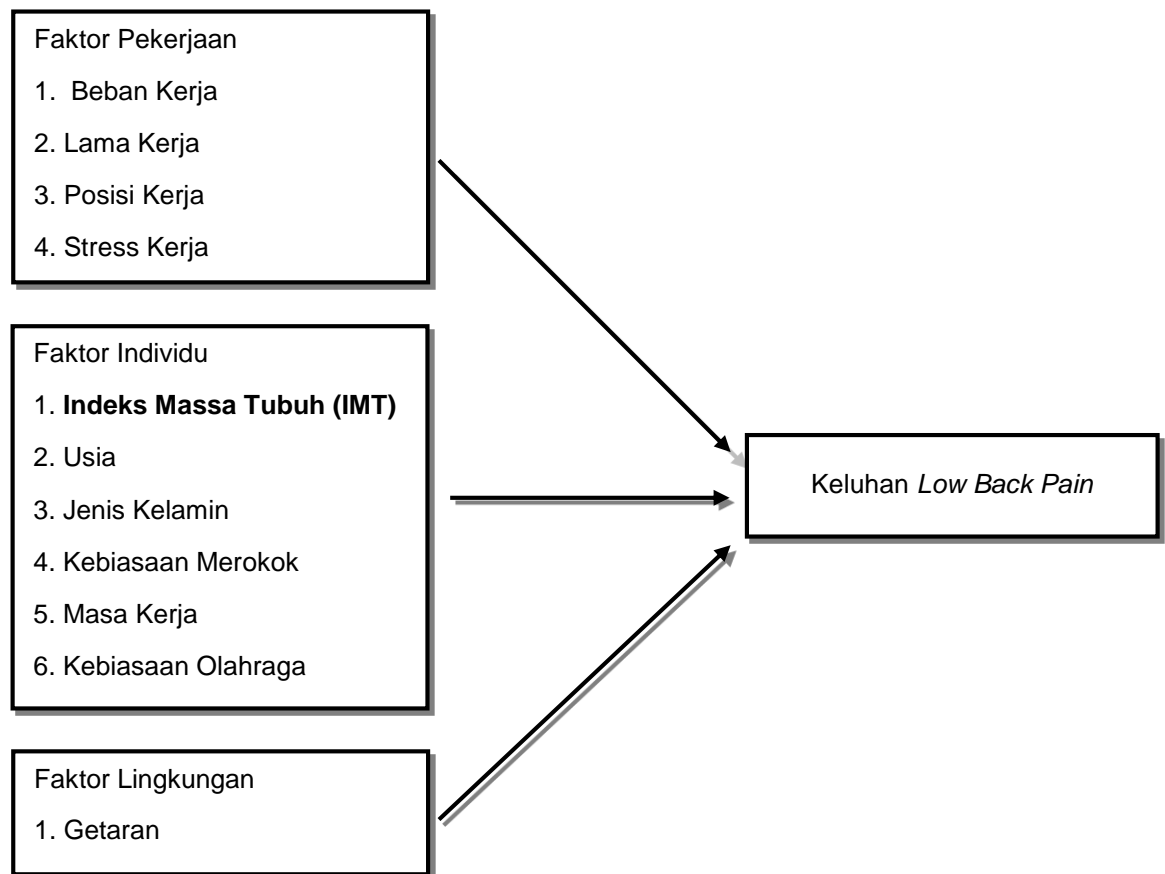 Faktor Pekerjaan
1. Beban Kerja
2. Lama Kerja
3. Posisi Kerja
4. Stress Kerja
Faktor Individu
1. Indeks Massa Tubuh (IMT)
2. Usia
3. Jenis Kelamin
4. Kebiasaan Merokok
5. Masa Kerja
6. Kebiasaan Olahraga
Faktor Lingkungan
1. Getaran
Keluhan Low Back Pain